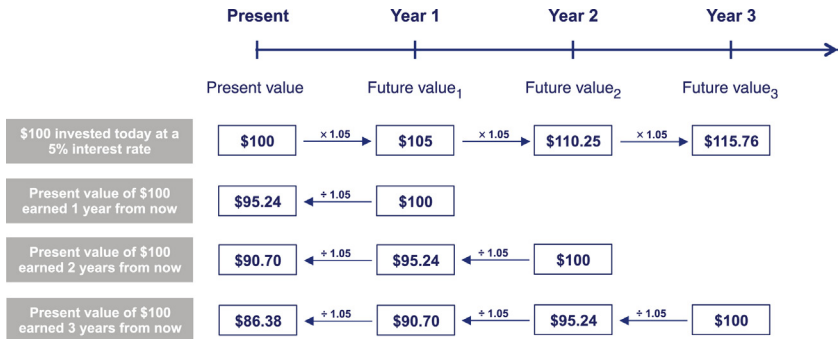 Present Year 1 Year 2 Year 3
Present value Future value1 Future value2 Future value3
$100 invested today at a
5% interest rate
$100 × 1.05 $105 × 1.05 $110.25 × 1.05 $115.76
Present value of $100
earned 1 year from now
$95.24 ÷ 1.05 $100
Present value of $100
earned 2 years from now
$90.70 ÷ 1.05 $95.24 ÷ 1.05 $100
Present value of $100
earned 3 years from now
$86.38 ÷ 1.05 $90.70 ÷ 1.05 $95.24 ÷ 1.05 $100